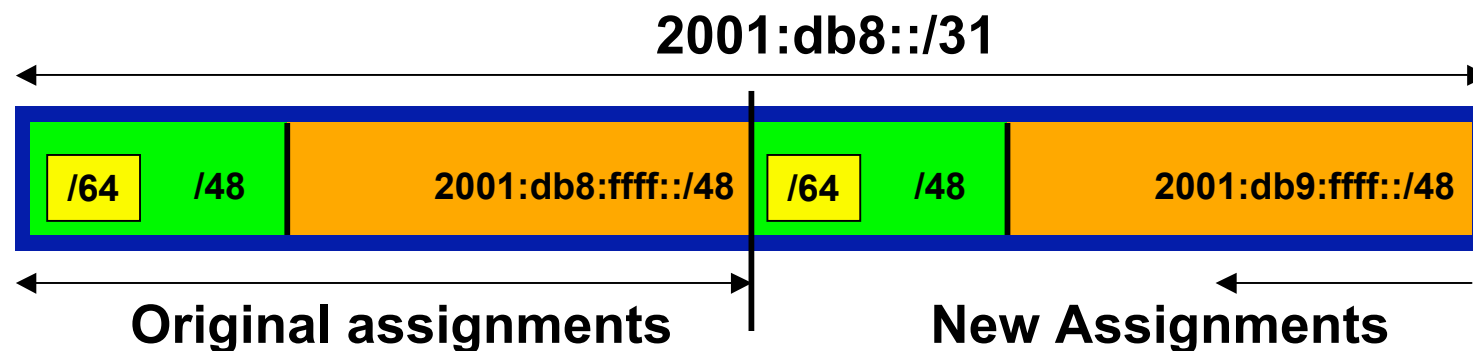 2001:db8::/31
/64 /48 2001:db8:ffff::/48 /64 /48 2001:db9:ffff::/48
Original assignments New Assignments